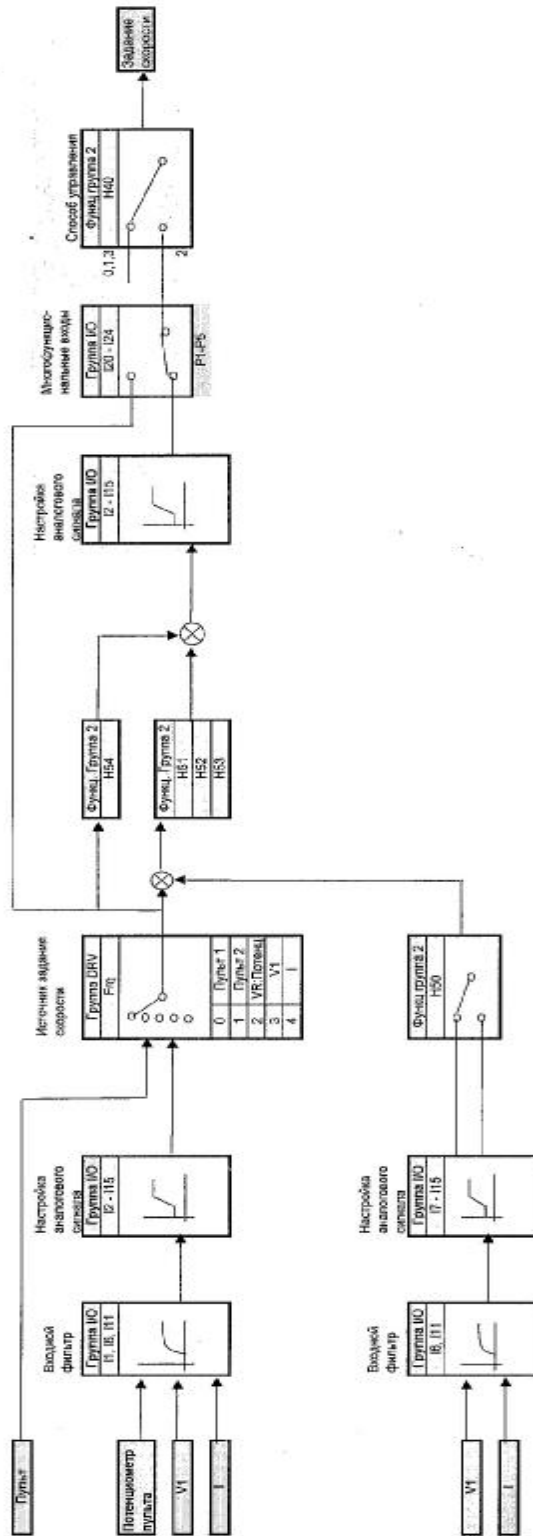 Пульт
Потенциометр
пульта
V1
I
Входной
фильтр
Группа I/O
I1, I6, I11
Настройка
аналогового
сигнала
Группа I/O
I2 - I15
Источник задание
скорости
Группа DRV
Frq
0 Пульт 1
1 Пульт 2
2 VR:Потенц
3 V1
4 I
Функц. Группа 2
H54
Функц. Группа 2
H51
H52
H53
Настройка
аналогового
сигнала
Группа I/O
I2 - I15
Многофункцио-
нальные входы
Группа I/O
I20 - I24
P1-P5
Способ управления
Функц группа 2
H40
0,1,3
2
Задание
скорости
V1
I
Входной
фильтр
Группа I/O
I6, I11
Настройка
аналогового
сигнала
Группа I/O
I7 - I15
Функц группа 2
H50